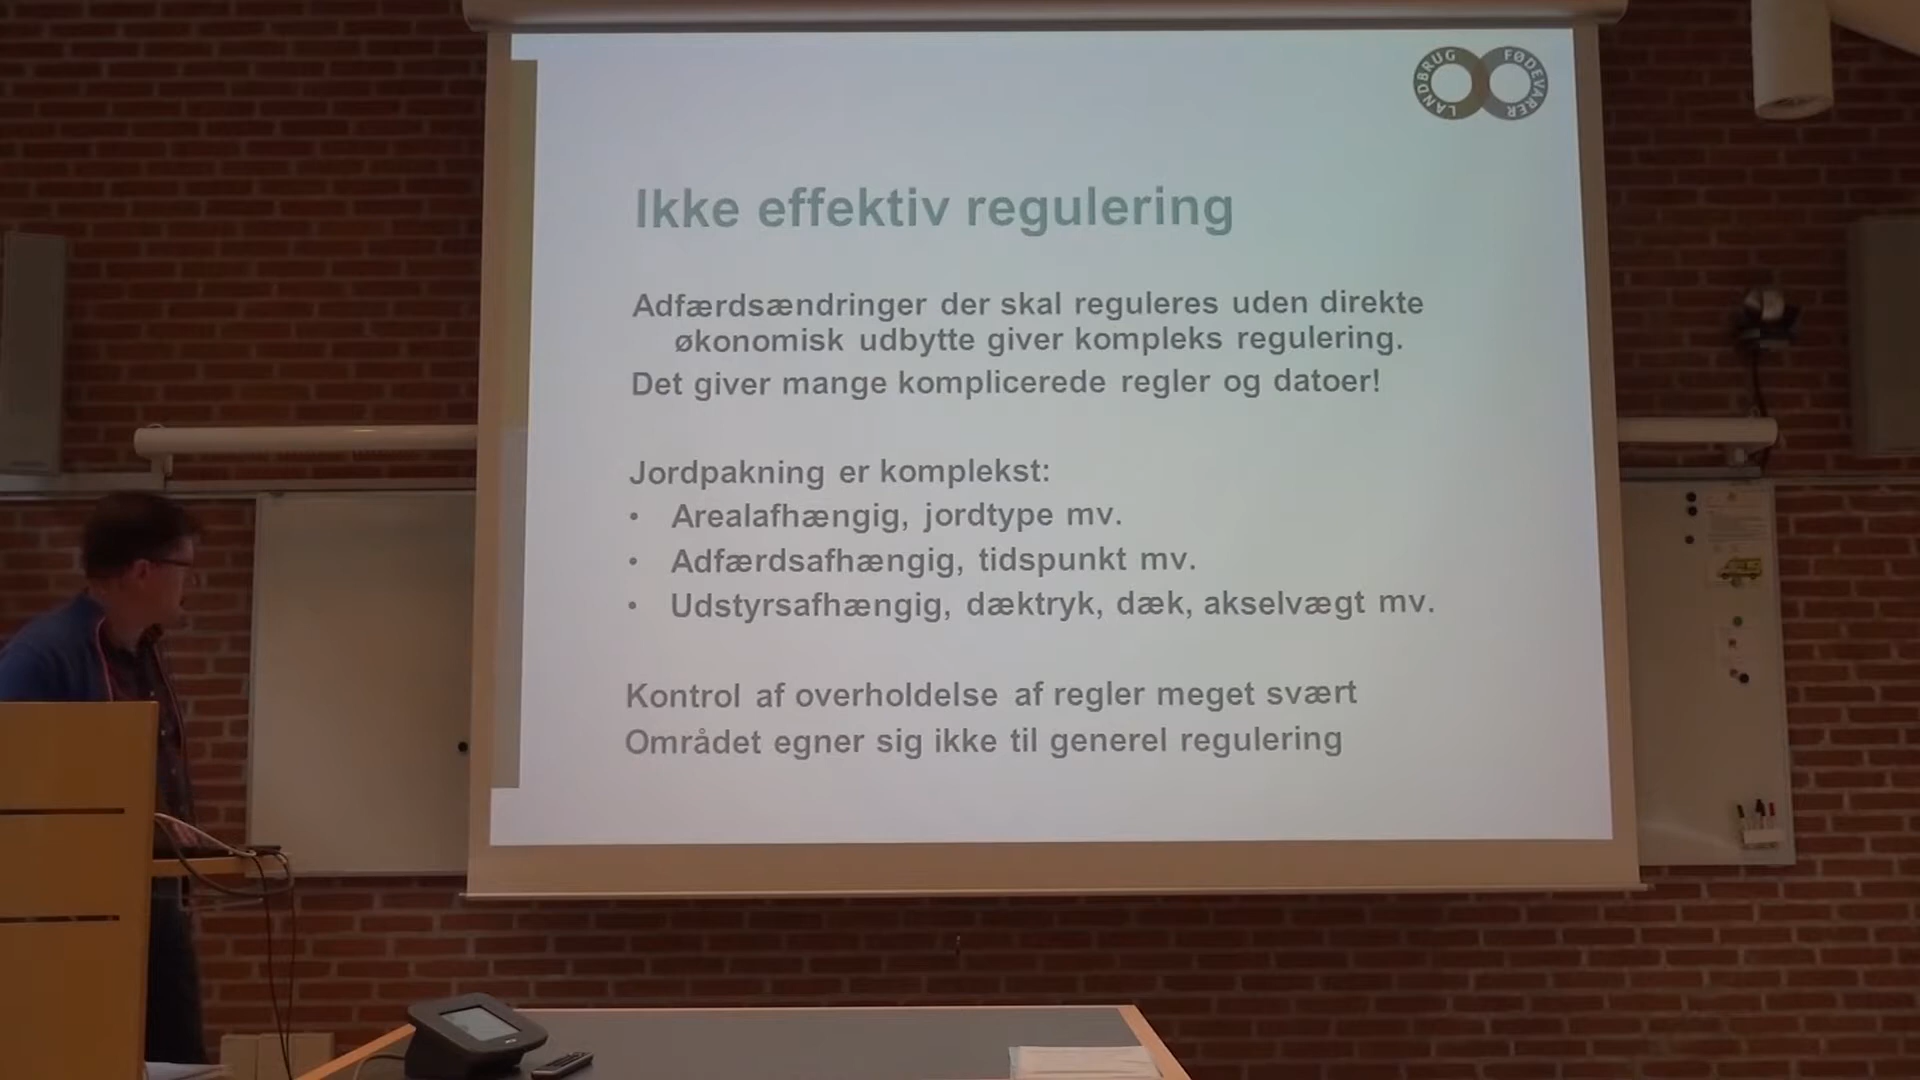 LANDBRUG FØDEVARER
Ikke effektiv regulering
Adfærdsændringer der skal reguleres uden direkte
økonomisk udbytte giver kompleks regulering.
Det giver mange komplicerede regler og datoer!
Jordpakning er komplekst:
• Arealafhængig, jordtype mv.
• Adfærdsafhængig, tidspunkt mv.
• Udstyrsafhængig, dæktryk, dæk, akselvægt mv.
Kontrol af overholdelse af regler meget svært
Området egner sig ikke til generel regulering